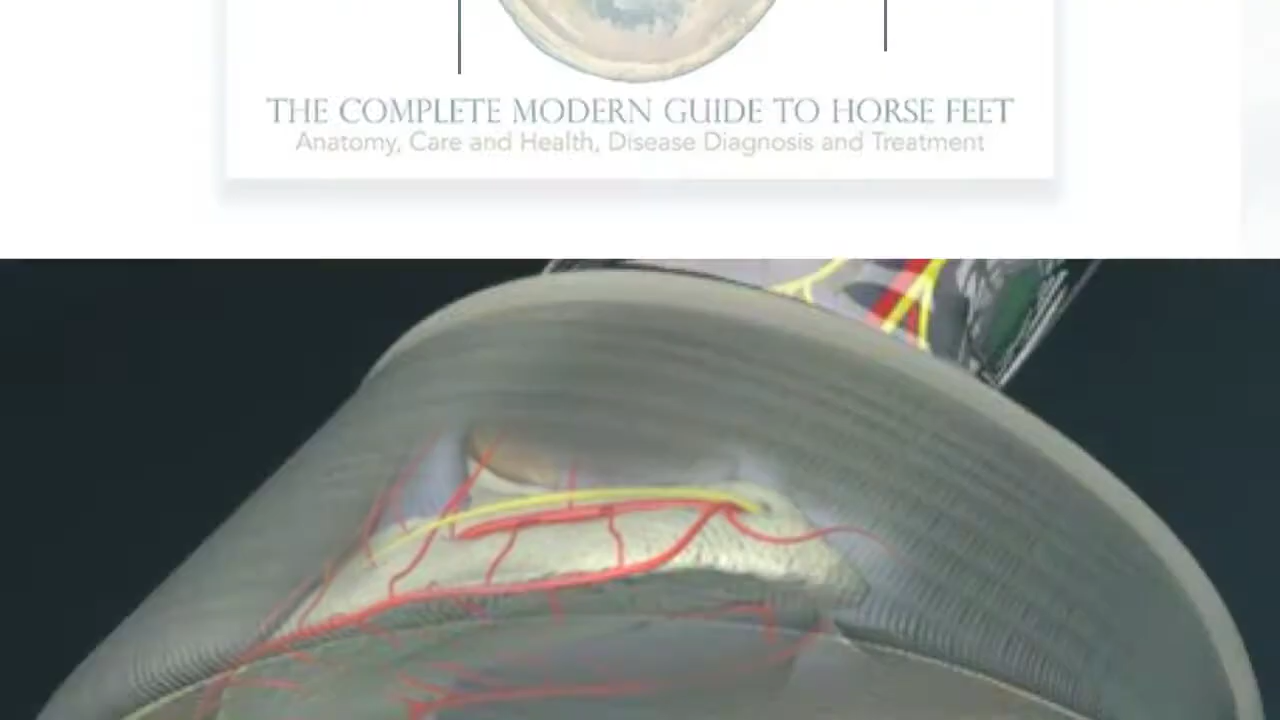 THE COMPLETE MODERN GUIDE TO HORSE FEET
Anatomy, Care and Health, Disease Diagnosis and Treatment